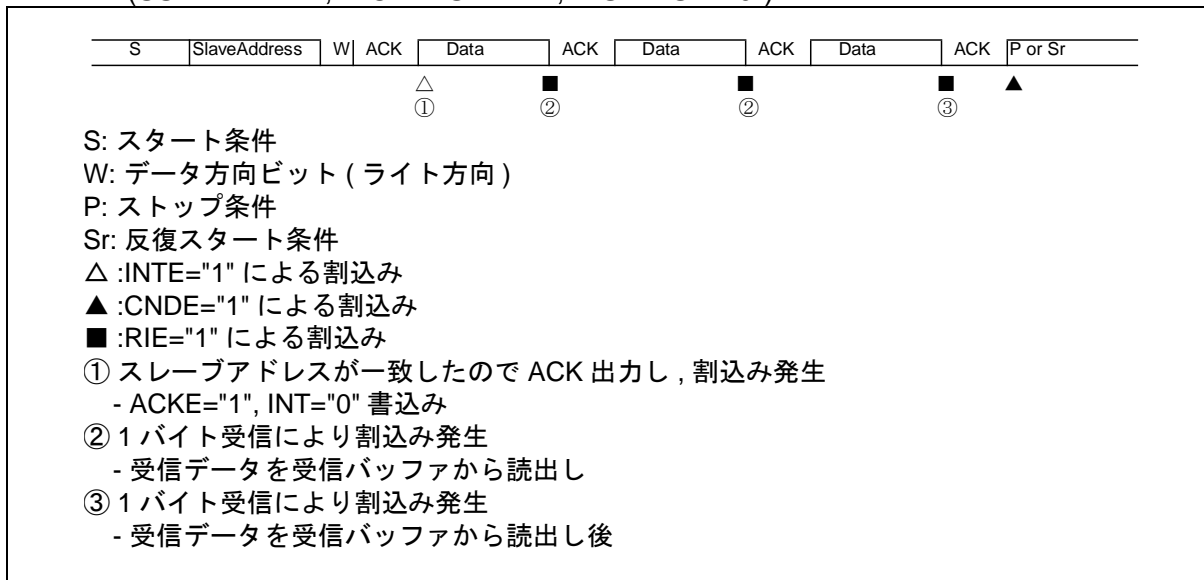 S SlaveAddress W ACK Data ACK Data ACK Data ACK P or Sr
△ ■ ■ ■ ▲
① ② ② ③
S: スタート条件
W: データ方向ビット ( ライト方向 )
P: ストップ条件
Sr: 反復スタート条件
△ :INTE="1" による割込み
▲ :CNDE="1" による割込み
■ :RIE="1" による割込み
① スレーブアドレスが一致したので ACK 出力し , 割込み発生
- ACKE="1", INT="0" 書込み
② 1 バイト受信により割込み発生
- 受信データを受信バッファから読出し
③ 1 バイト受信により割込み発生
- 受信データを受信バッファから読出し後